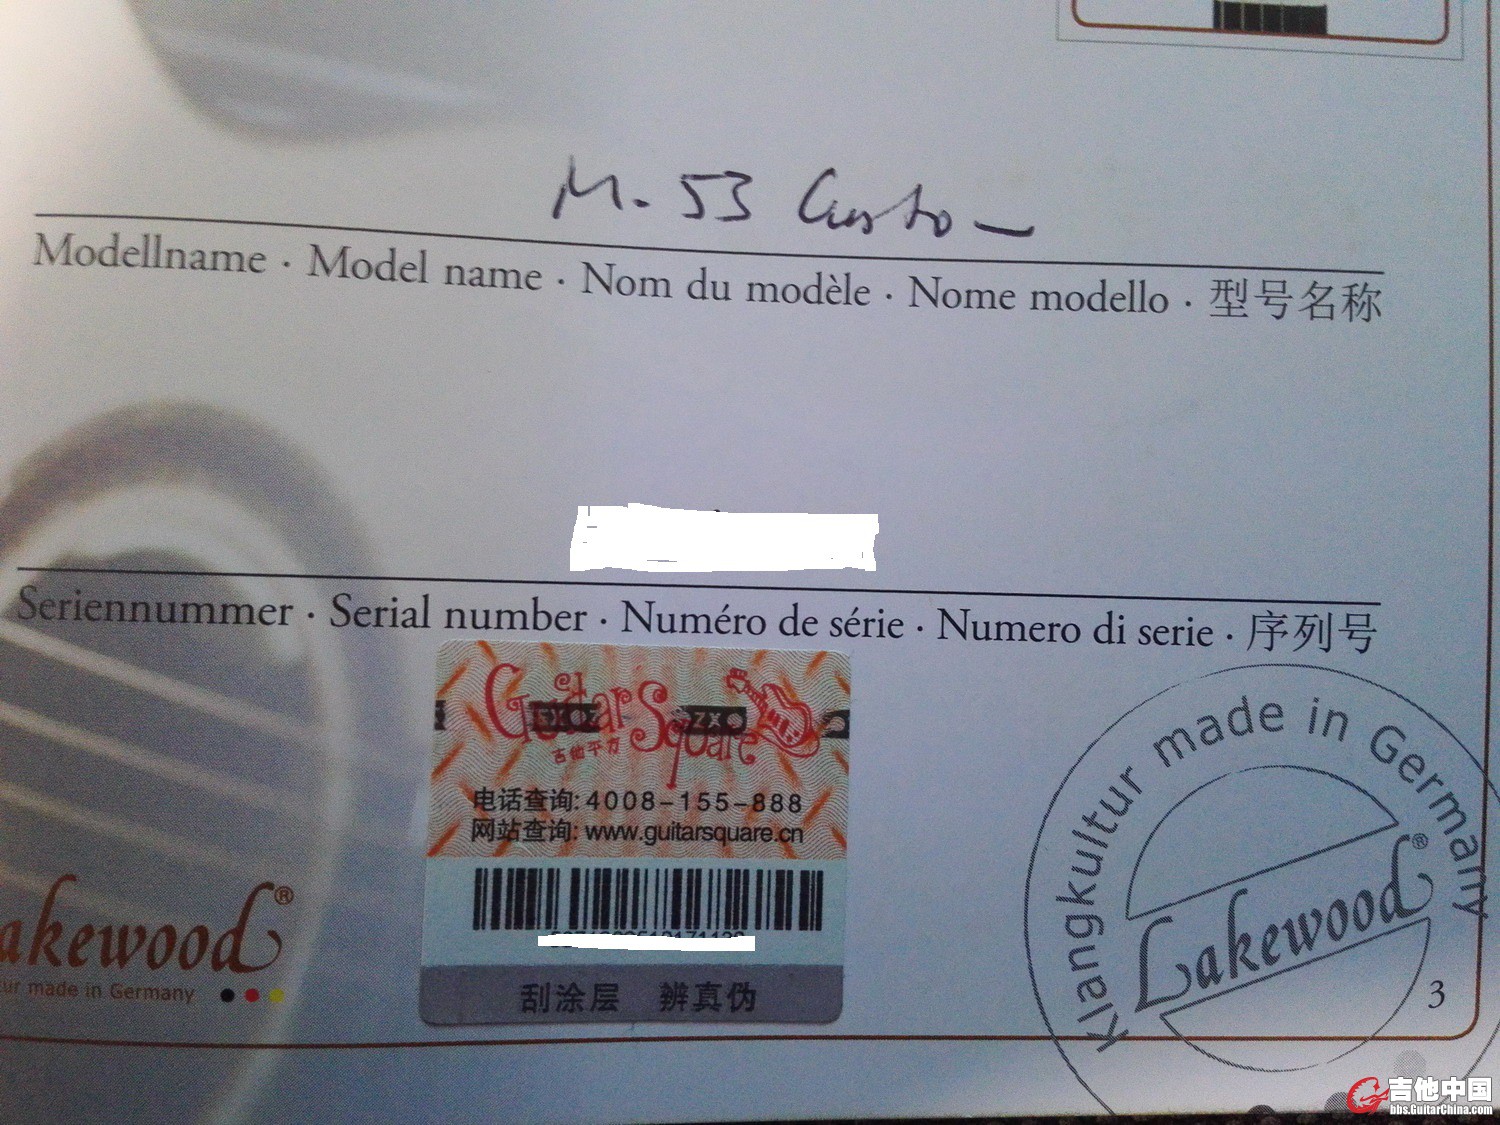 M. 53 Custom
Modellname · Model name · Nom du modèle · Nome modello · 型号名称
Seriennummer · Serial number · Numéro de série · Numero di serie · 序列号
Guitar Square
吉他平方
电话查询: 4008-155-888
网站查询: www.guitarsquare.cn
刮涂层 辨真伪
akewood®
ur made in Germany
Klangkultur made in Germany
Lakewood®
3
吉他中国
bbs.GuitarChina.com